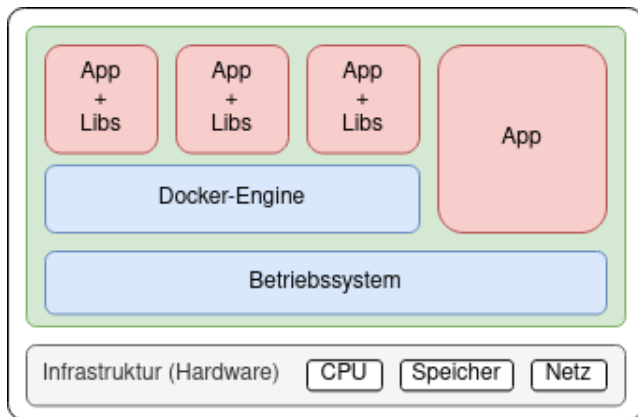 App
+
Libs
App
+
Libs
App
+
Libs
App
Docker-Engine
Betriebssystem
Infrastruktur (Hardware) CPU Speicher Netz